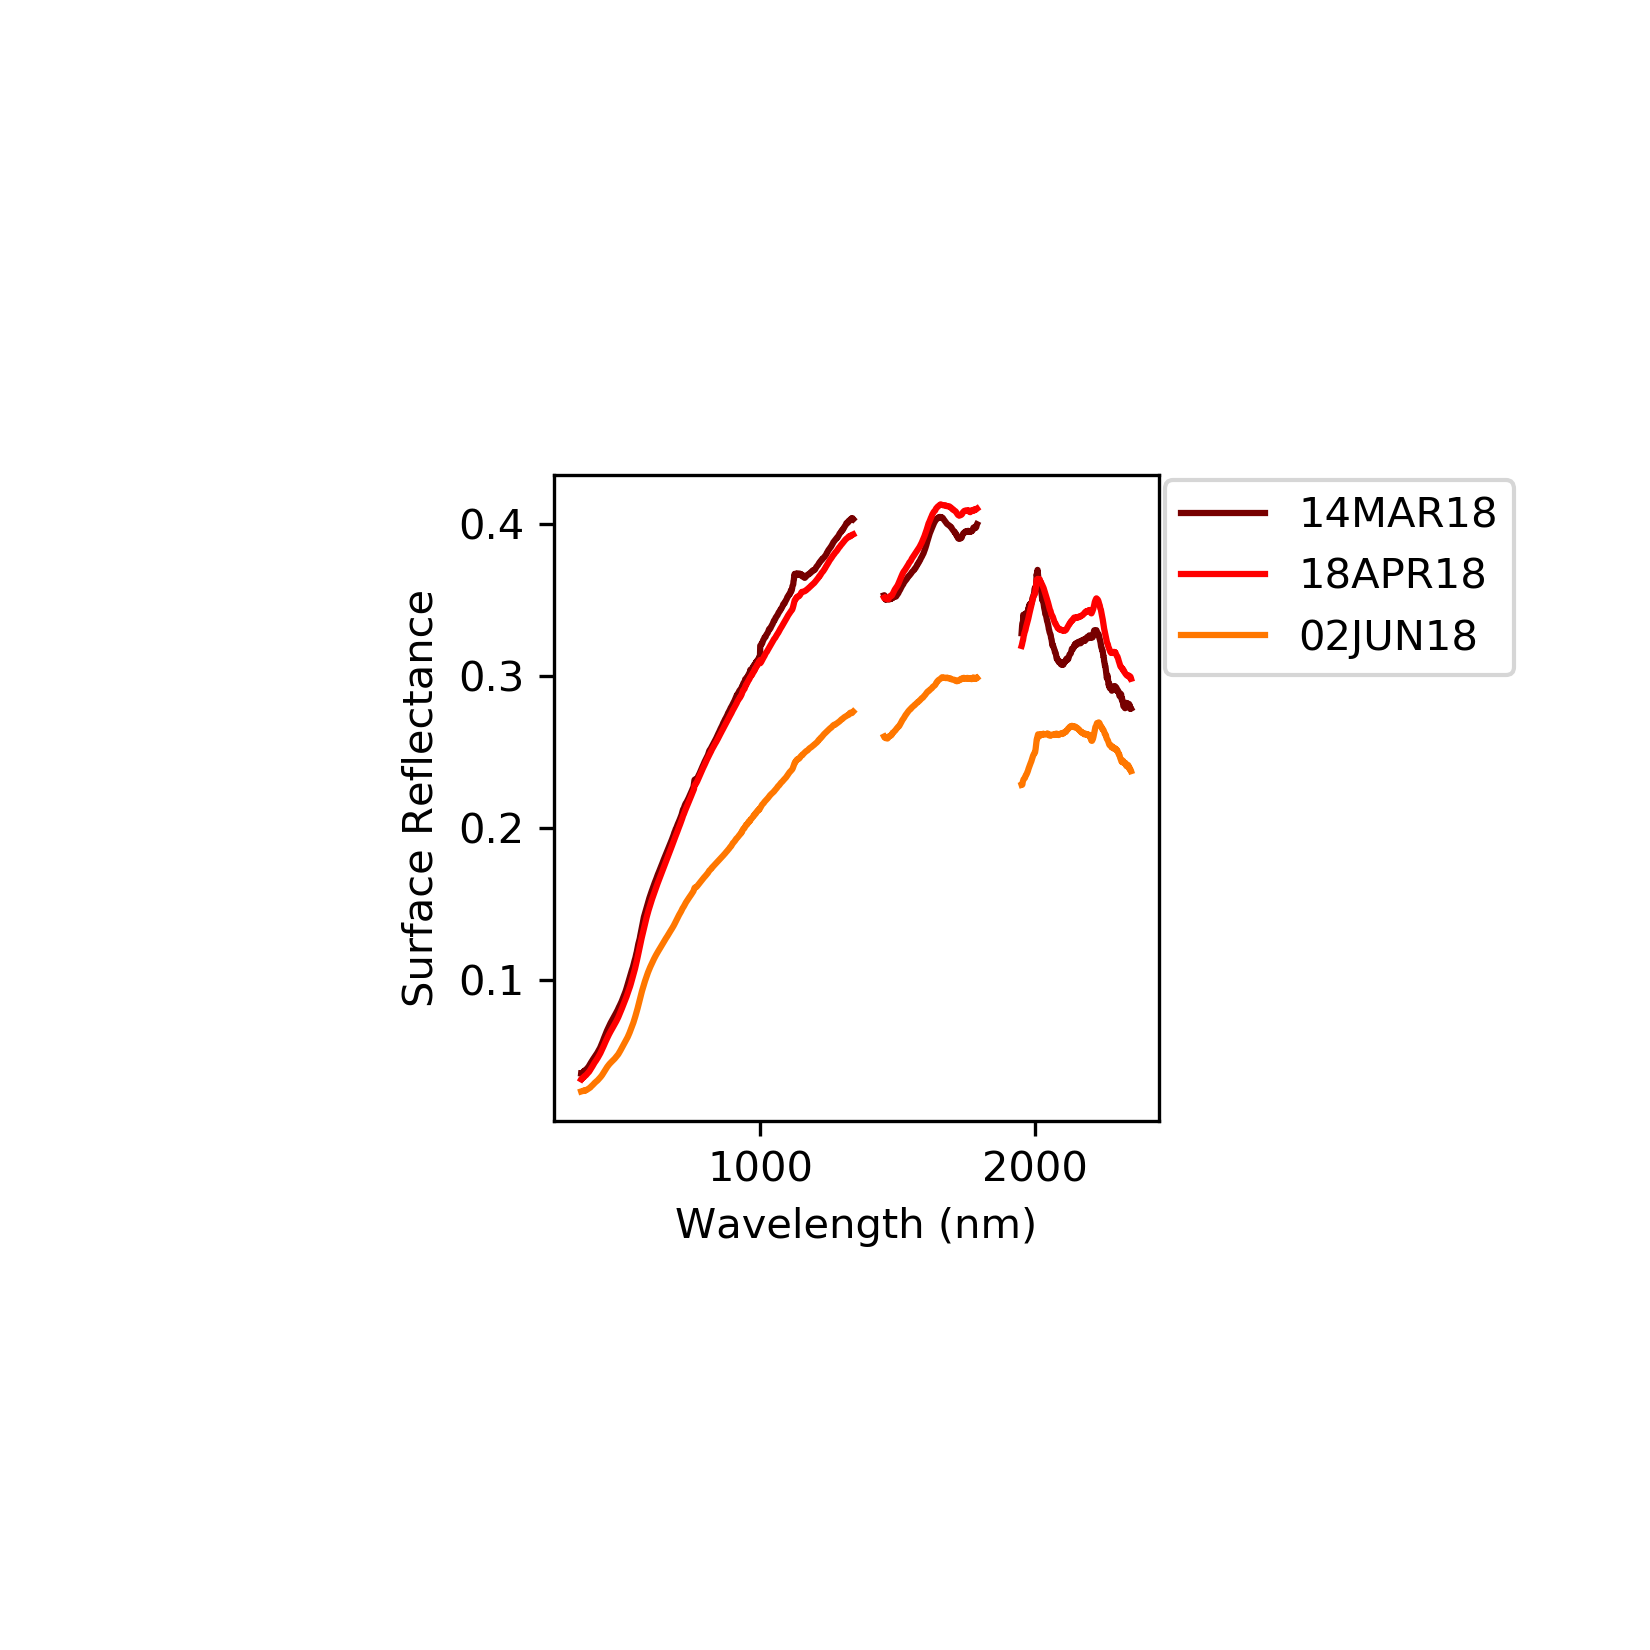 14MAR18
18APR18
02JUN18
0.4
0.3
0.2
0.1
Surface Reflectance
1000 2000
Wavelength (nm)